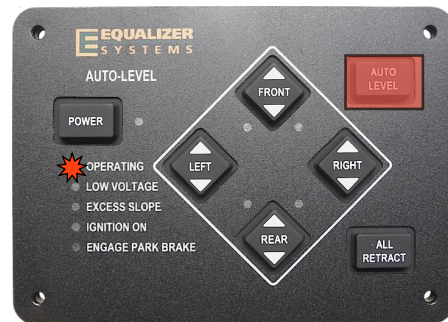 EQUALIZER
SYSTEMS
AUTO-LEVEL
AUTO
LEVEL
FRONT
POWER
OPERATING
LEFT
RIGHT
LOW VOLTAGE
EXCESS SLOPE
IGNITION ON
ENGAGE PARK BRAKE
REAR
ALL
RETRACT